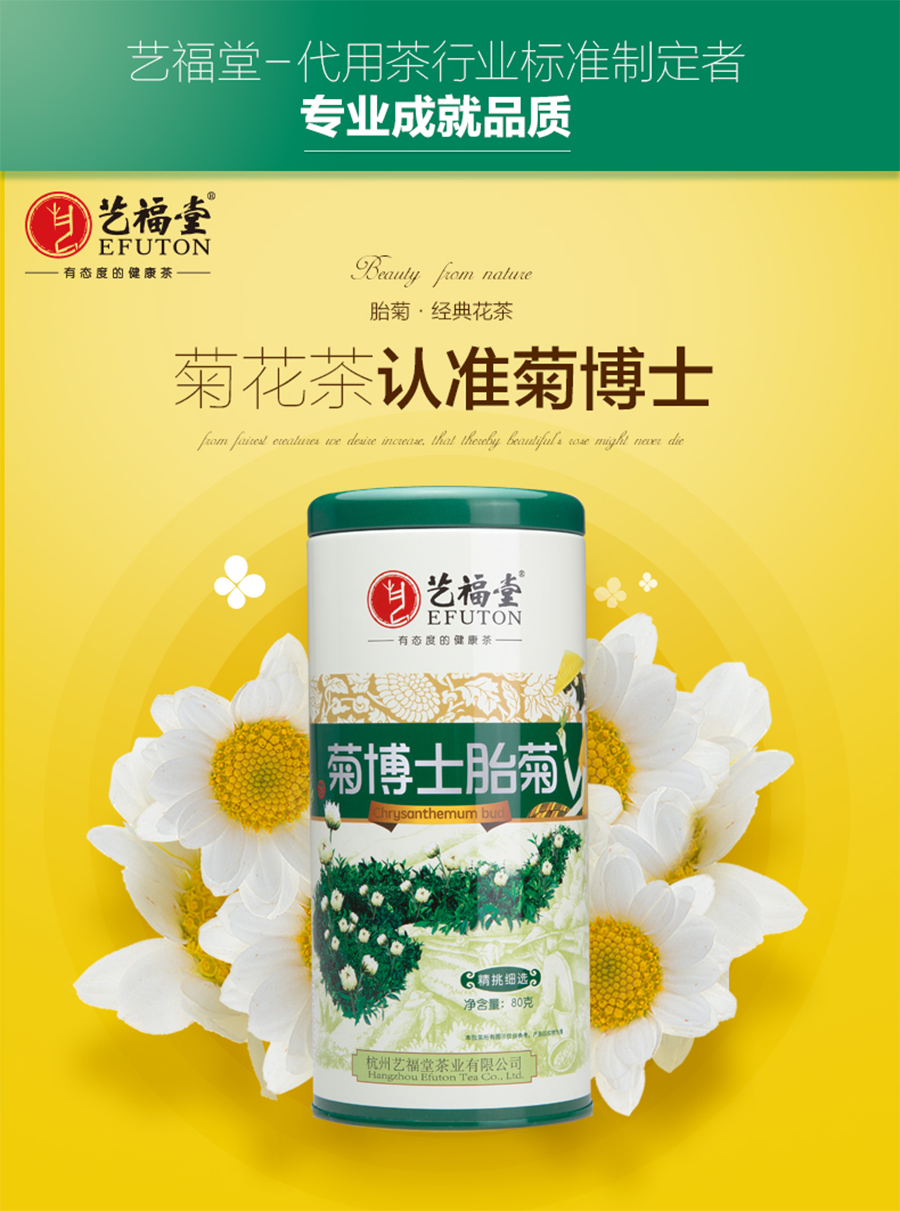 艺福堂-代用茶行业标准制定者
专业成就品质
艺福堂®
EFUTON
有态度的健康茶
Beauty from nature
胎菊·经典花茶
菊花茶认准菊博士
from fairest creatures we desire increase, that thereby beautiful's rose might never die
艺福堂®
EFUTON
有态度的健康茶
菊博士胎菊
Chrysanthemum bud
精挑细选
净含量：80克
杭州艺福堂茶业有限公司
Hangzhou Efuton Tea Co., Ltd.